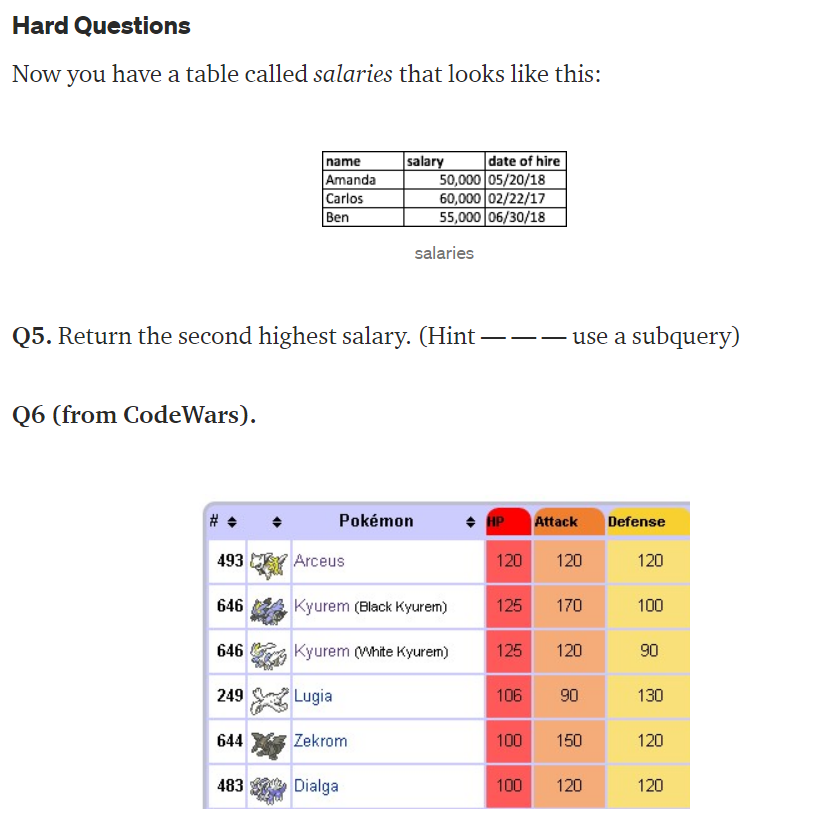 Hard Questions
Now you have a table called salaries that looks like this:
name salary date of hire
Amanda 50,000 05/20/18
Carlos 60,000 02/22/17
Ben 55,000 06/30/18
salaries
Q5. Return the second highest salary. (Hint — — — use a subquery)
Q6 (from CodeWars).
# Pokémon HP Attack Defense
493 Arceus 120 120 120
646 Kyurem (Black Kyurem) 125 170 100
646 Kyurem (White Kyurem) 125 120 90
249 Lugia 106 90 130
644 Zekrom 100 150 120
483 Dialga 100 120 120